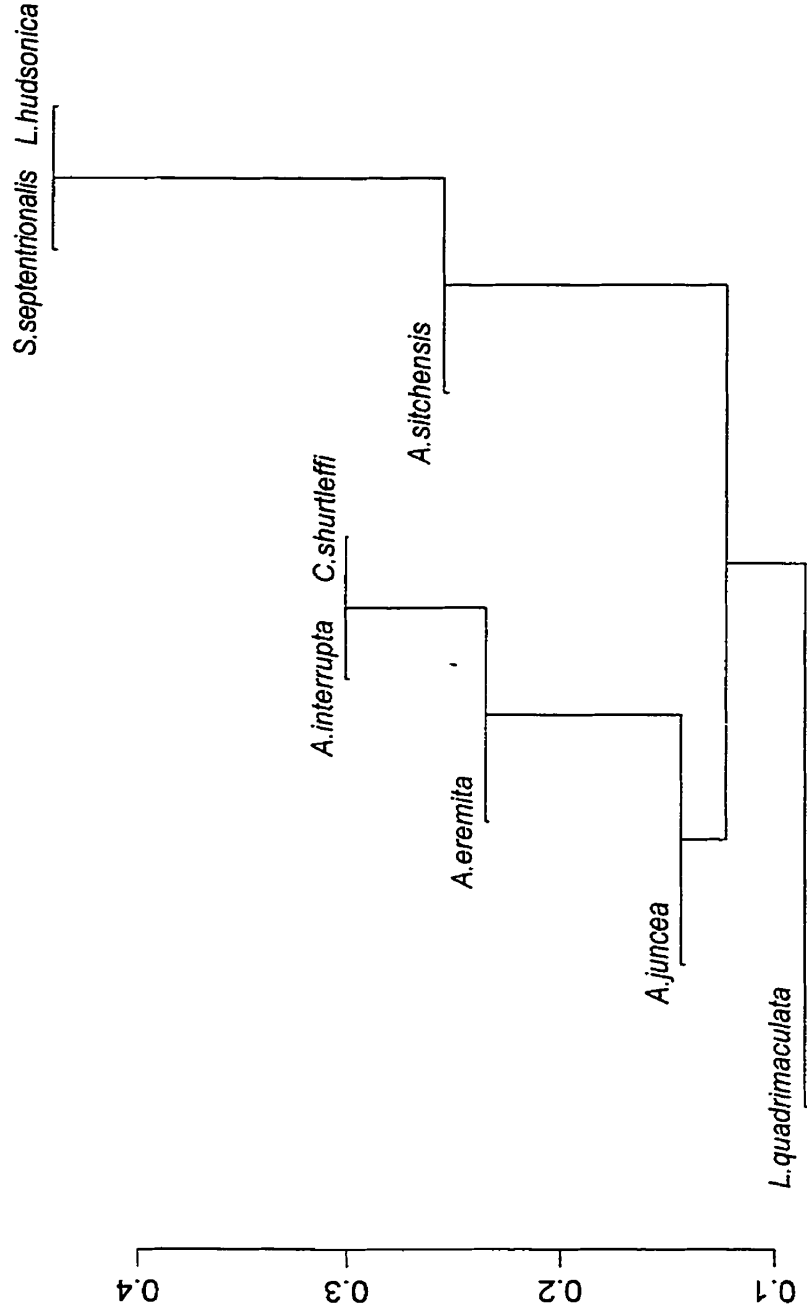 S.septentrionalis
L.hudsonica
A.sitchensis
A.interrupta
C.shurtleffi
A.eremita
A.juncea
L.quadrimaculata
0.4
0.3
0.2
0.1